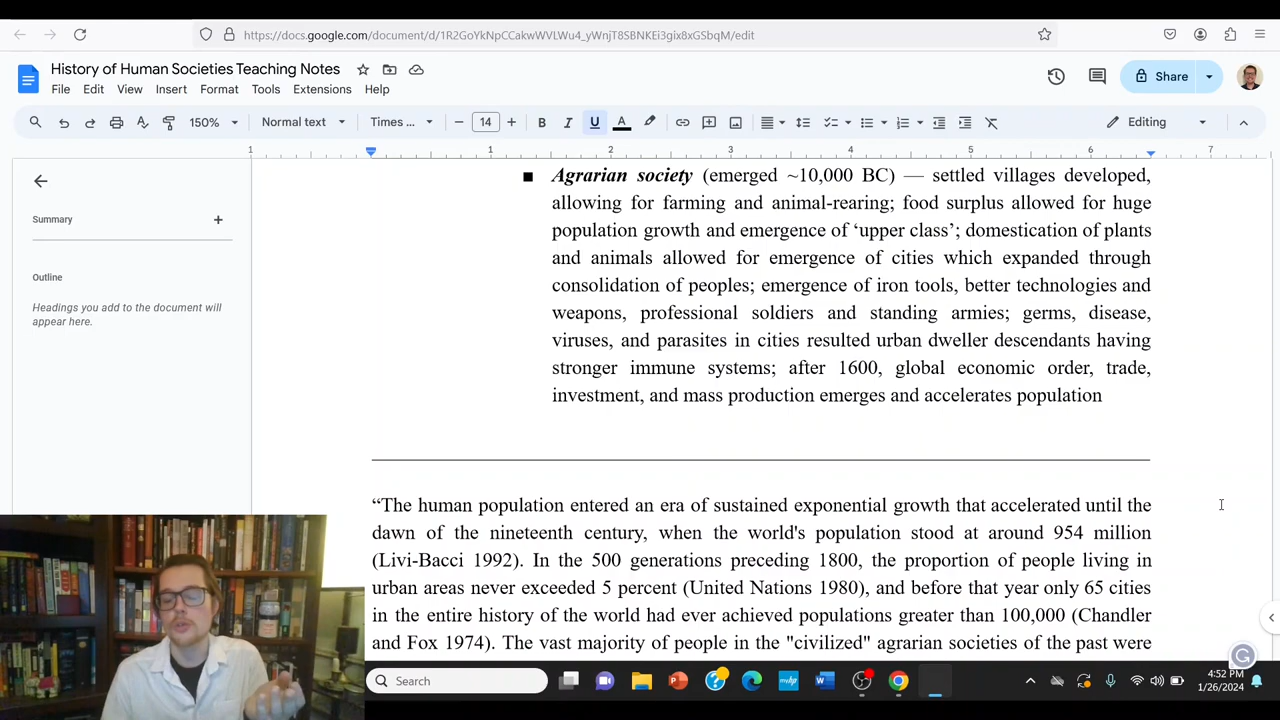 https://docs.google.com/document/d/1R2GoYkNpCCakwWVLWu4_yWnjT8SBNKEi3gix8xGSbqM/edit
History of Human Societies Teaching Notes
File Edit View Insert Format Tools Extensions Help
Share
150% Normal text Times ... 14 B I U A Editing
1 1 2 3 4 5 6 7
Summary
Outline
Headings you add to the document will
appear here.
Agrarian society (emerged ~10,000 BC) — settled villages developed,
allowing for farming and animal-rearing; food surplus allowed for huge
population growth and emergence of ‘upper class’; domestication of plants
and animals allowed for emergence of cities which expanded through
consolidation of peoples; emergence of iron tools, better technologies and
weapons, professional soldiers and standing armies; germs, disease,
viruses, and parasites in cities resulted urban dweller descendants having
stronger immune systems; after 1600, global economic order, trade,
investment, and mass production emerges and accelerates population
“The human population entered an era of sustained exponential growth that accelerated until the
dawn of the nineteenth century, when the world's population stood at around 954 million
(Livi-Bacci 1992). In the 500 generations preceding 1800, the proportion of people living in
urban areas never exceeded 5 percent (United Nations 1980), and before that year only 65 cities
in the entire history of the world had ever achieved populations greater than 100,000 (Chandler
and Fox 1974). The vast majority of people in the "civilized" agrarian societies of the past were
Search
4:52 PM
1/26/2024